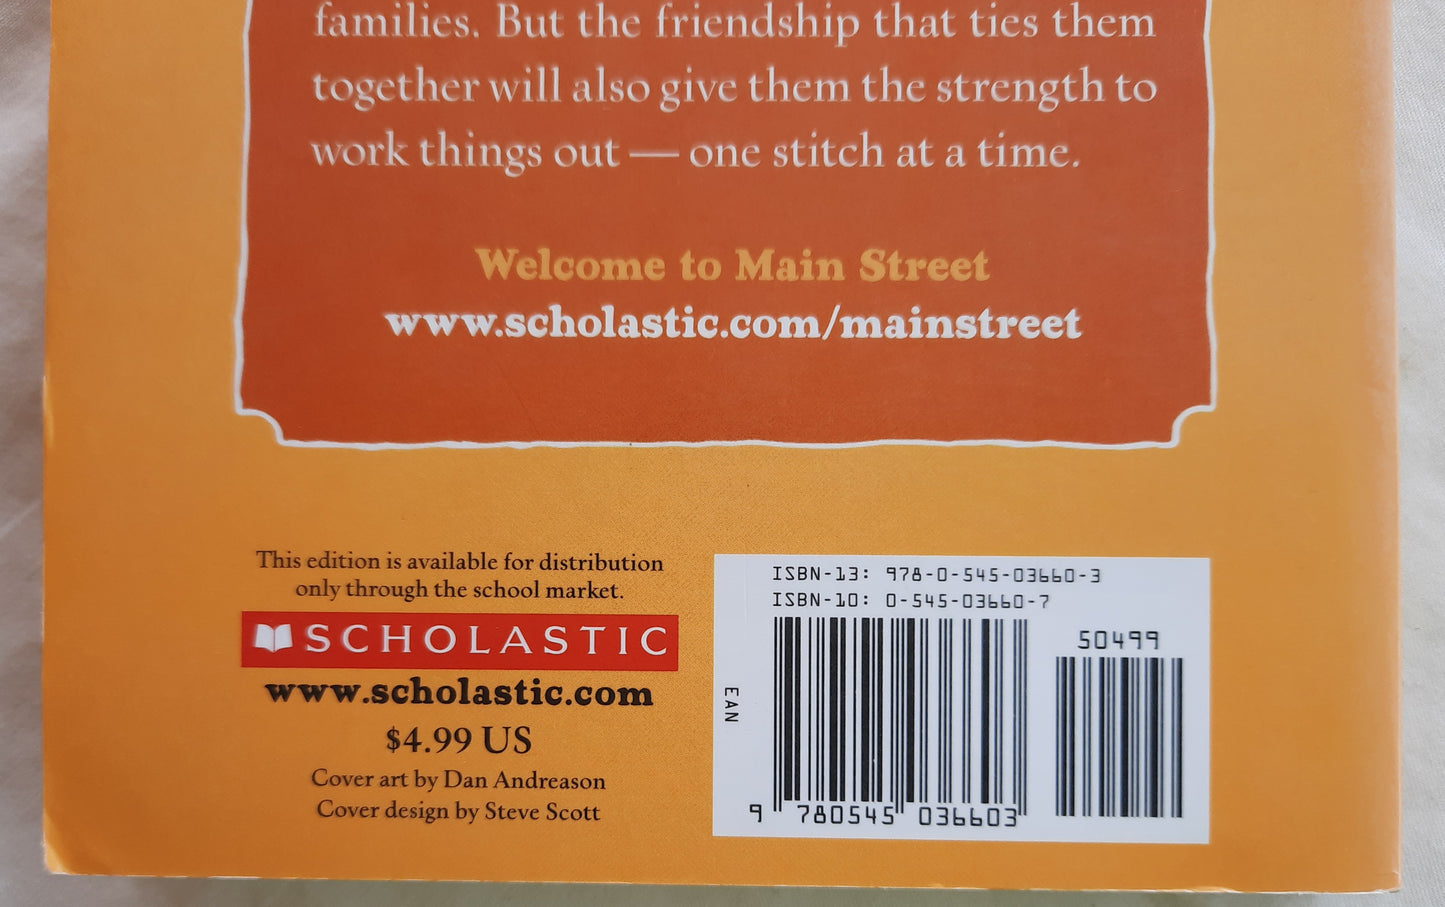 families. But the friendship that ties them
together will also give them the strength to
work things out — one stitch at a time.
Welcome to Main Street
www.scholastic.com/mainstreet
This edition is available for distribution
only through the school market.
SCHOLASTIC
www.scholastic.com
$4.99 US
Cover art by Dan Andreason
Cover design by Steve Scott
ISBN-13: 978-0-545-03660-3
ISBN-10: 0-545-03660-7
50499
EAN
9 780545 036603